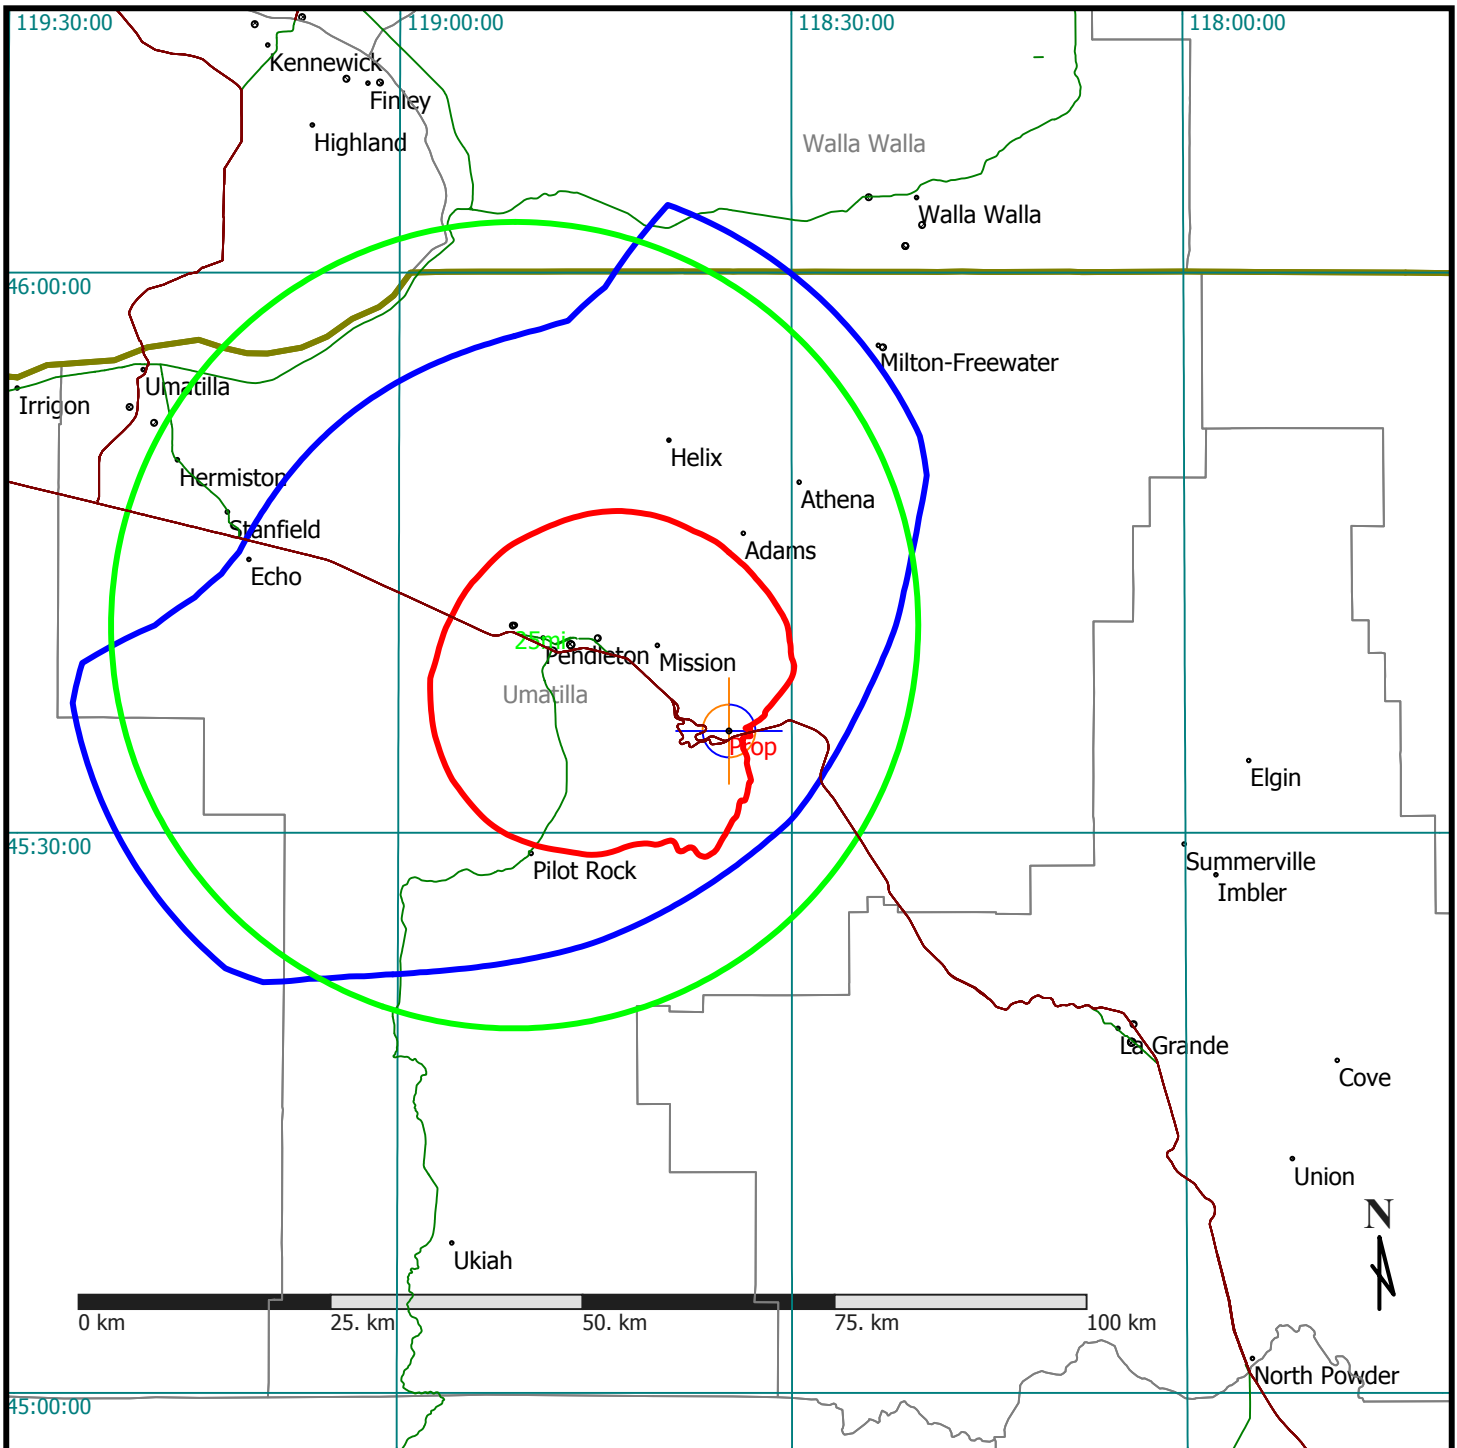 119:30:00
119:00:00
118:30:00
118:00:00
Kennewick
Finley
Highland
Walla Walla
Walla Walla
46:00:00
Umatilla
Irrigon
Milton-Freewater
Helix
Hermiston
Athena
Stanfield
Adams
Echo
25mi
Pendleton
Mission
Umatilla
Prop
Elgin
45:30:00
Summerville
Pilot Rock
Imbler
La Grande
Cove
Union
N
Ukiah
0 km
25. km
50. km
75. km
100 km
North Powder
45:00:00